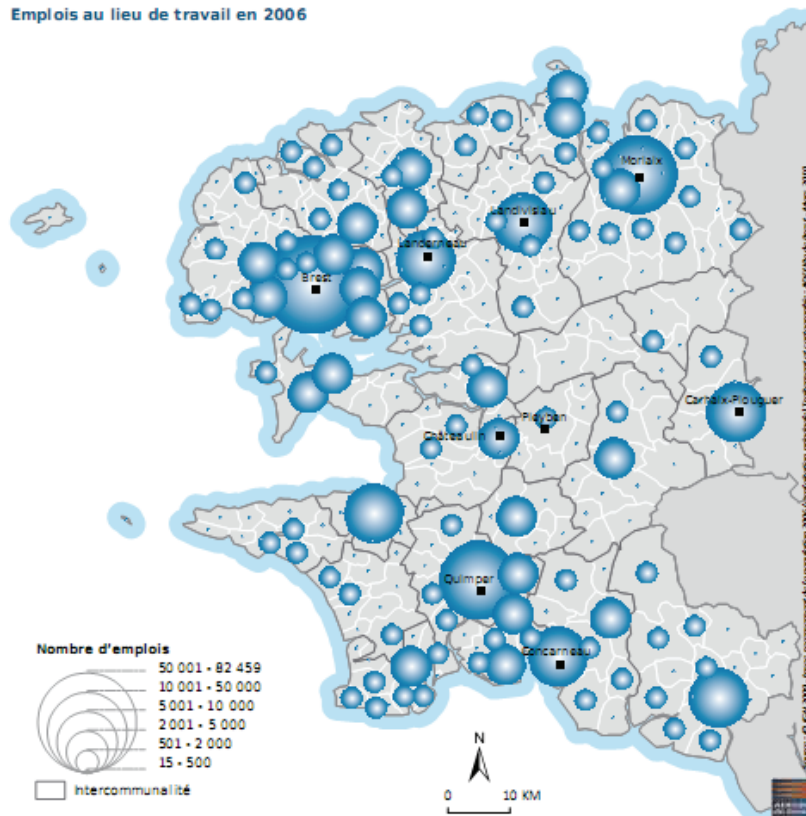 Emplois au lieu de travail en 2006
Morlaix
Landivisiau
Landerneau
Brest
Carhaix-Plouguer
Pleyben
Châteaulin
Quimper
Concarneau
Nombre d'emplois
50 001 - 82 459
10 001 - 50 000
5 001 - 10 000
2 001 - 5 000
501 - 2 000
15 - 500
Intercommunalité
N
0 10 KM